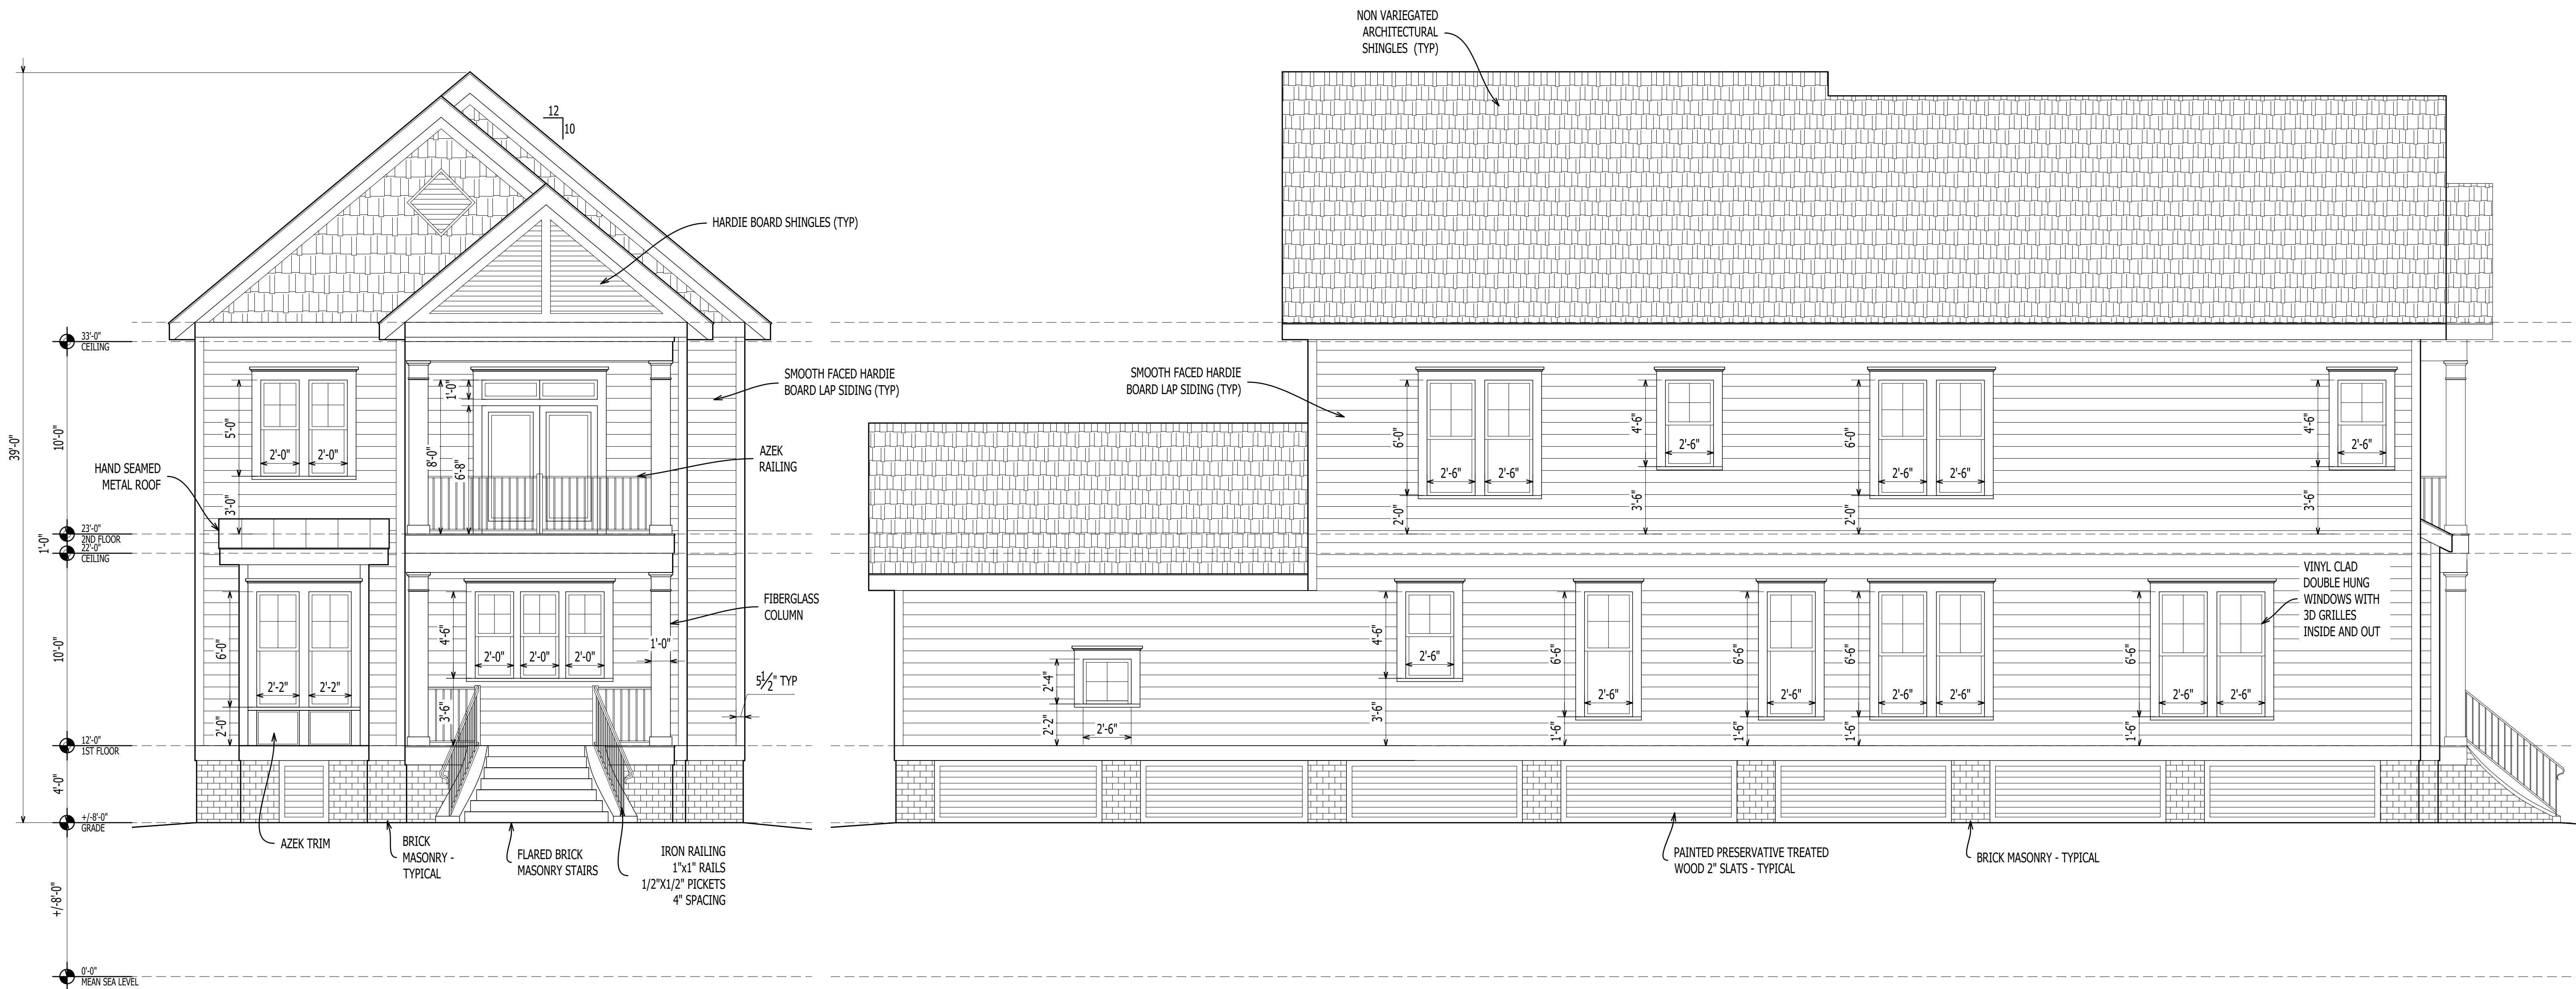 NON VARIEGATED
ARCHITECTURAL
SHINGLES (TYP)
12
10
HARDIE BOARD SHINGLES (TYP)
39'-0"
33'-0"
CEILING
10'-0"
23'-0"
2ND FLOOR
1'-0"
22'-0"
CEILING
10'-0"
12'-0"
1ST FLOOR
4'-0"
+/-8'-0"
GRADE
+/-8'-0"
0'-0"
MEAN SEA LEVEL
HAND SEAMED
METAL ROOF
5'-0"
2'-0"
2'-0"
3'-0"
1'-0"
8'-0"
6'-8"
SMOOTH FACED HARDIE
BOARD LAP SIDING (TYP)
AZEK
RAILING
FIBERGLASS
COLUMN
1'-0"
5½" TYP
6'-0"
2'-2"
2'-2"
2'-0"
4'-6"
2'-0"
2'-0"
2'-0"
3'-6"
AZEK TRIM
BRICK
MASONRY -
TYPICAL
FLARED BRICK
MASONRY STAIRS
IRON RAILING
1"x1" RAILS
1/2"X1/2" PICKETS
4" SPACING
SMOOTH FACED HARDIE
BOARD LAP SIDING (TYP)
6'-0"
2'-6"
2'-6"
2'-0"
4'-6"
2'-6"
3'-6"
6'-0"
2'-6"
2'-6"
2'-0"
4'-6"
2'-6"
3'-6"
2'-4"
2'-2"
2'-6"
4'-6"
2'-6"
3'-6"
6'-6"
2'-6"
1'-6"
6'-6"
2'-6"
1'-6"
6'-6"
2'-6"
2'-6"
1'-6"
6'-6"
2'-6"
2'-6"
1'-6"
VINYL CLAD
DOUBLE HUNG
WINDOWS WITH
3D GRILLES
INSIDE AND OUT
PAINTED PRESERVATIVE TREATED
WOOD 2" SLATS - TYPICAL
BRICK MASONRY - TYPICAL